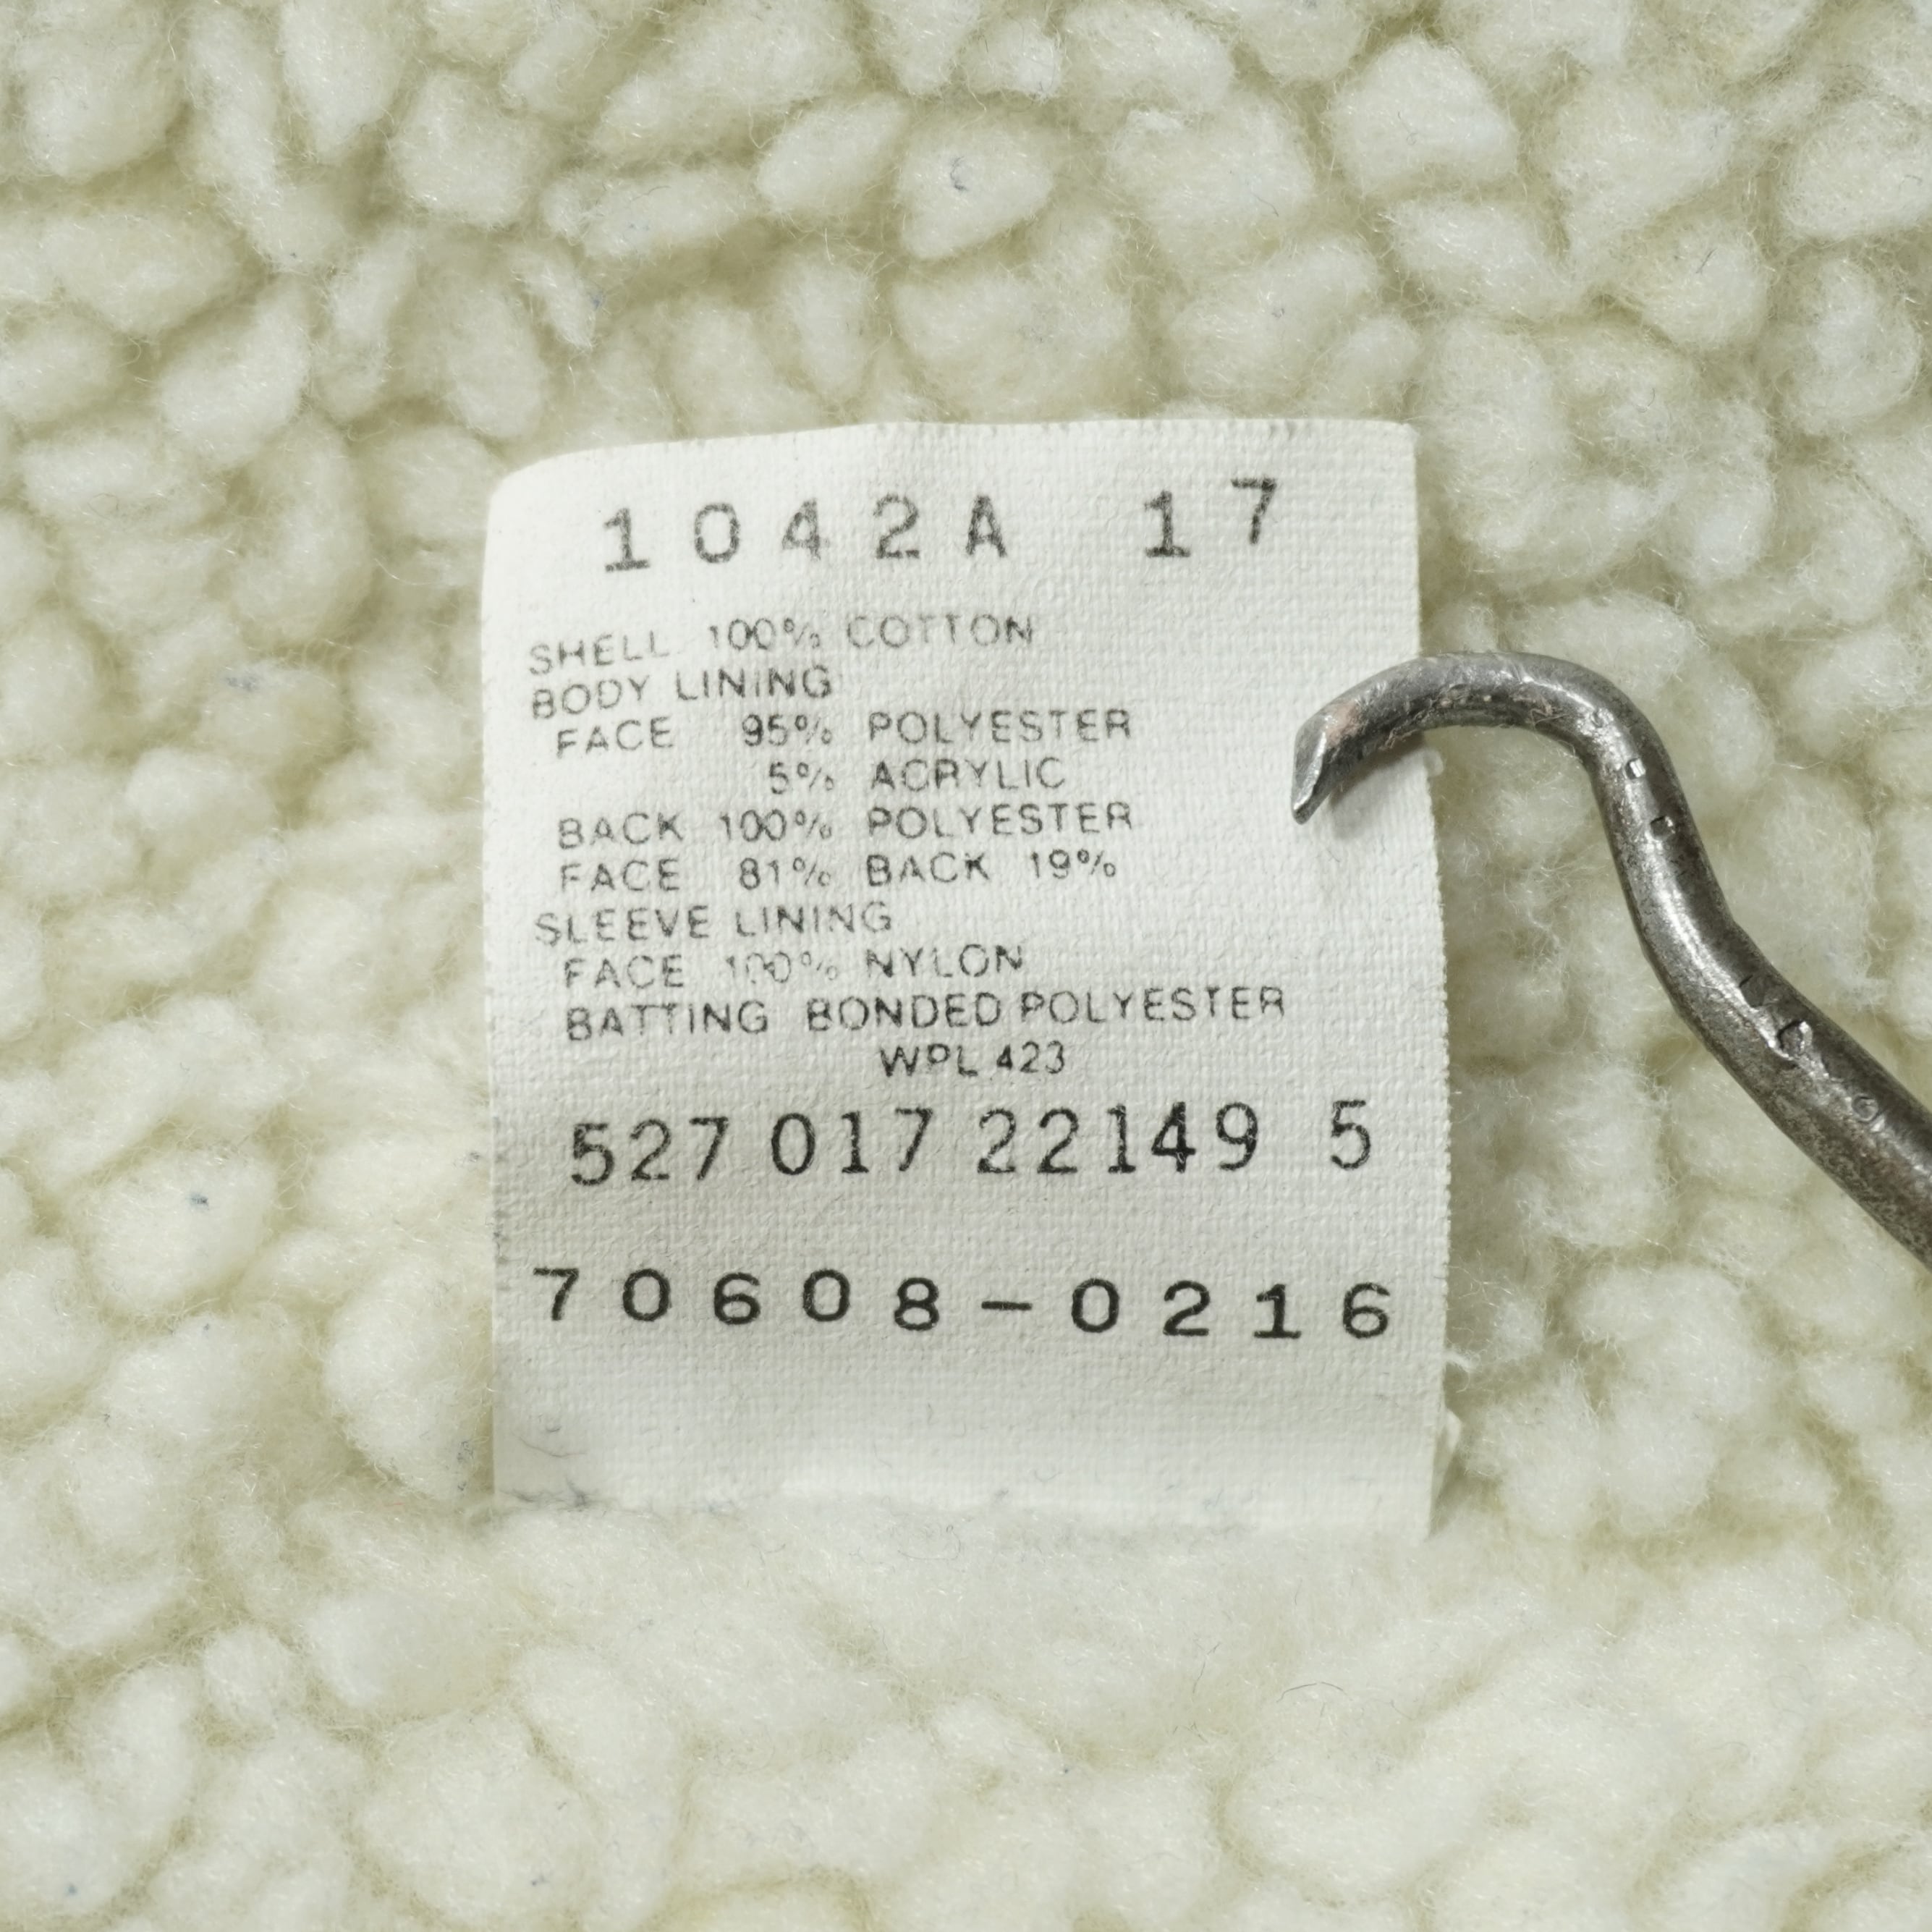 1042A 17
SHELL 100% COTTON
BODY LINING
FACE 95% POLYESTER
5% ACRYLIC
BACK 100% POLYESTER
FACE 81% BACK 19%
SLEEVE LINING
FACE 100% NYLON
BATTING BONDED POLYESTER
WPL 423
527 017 22149 5
70608-0216